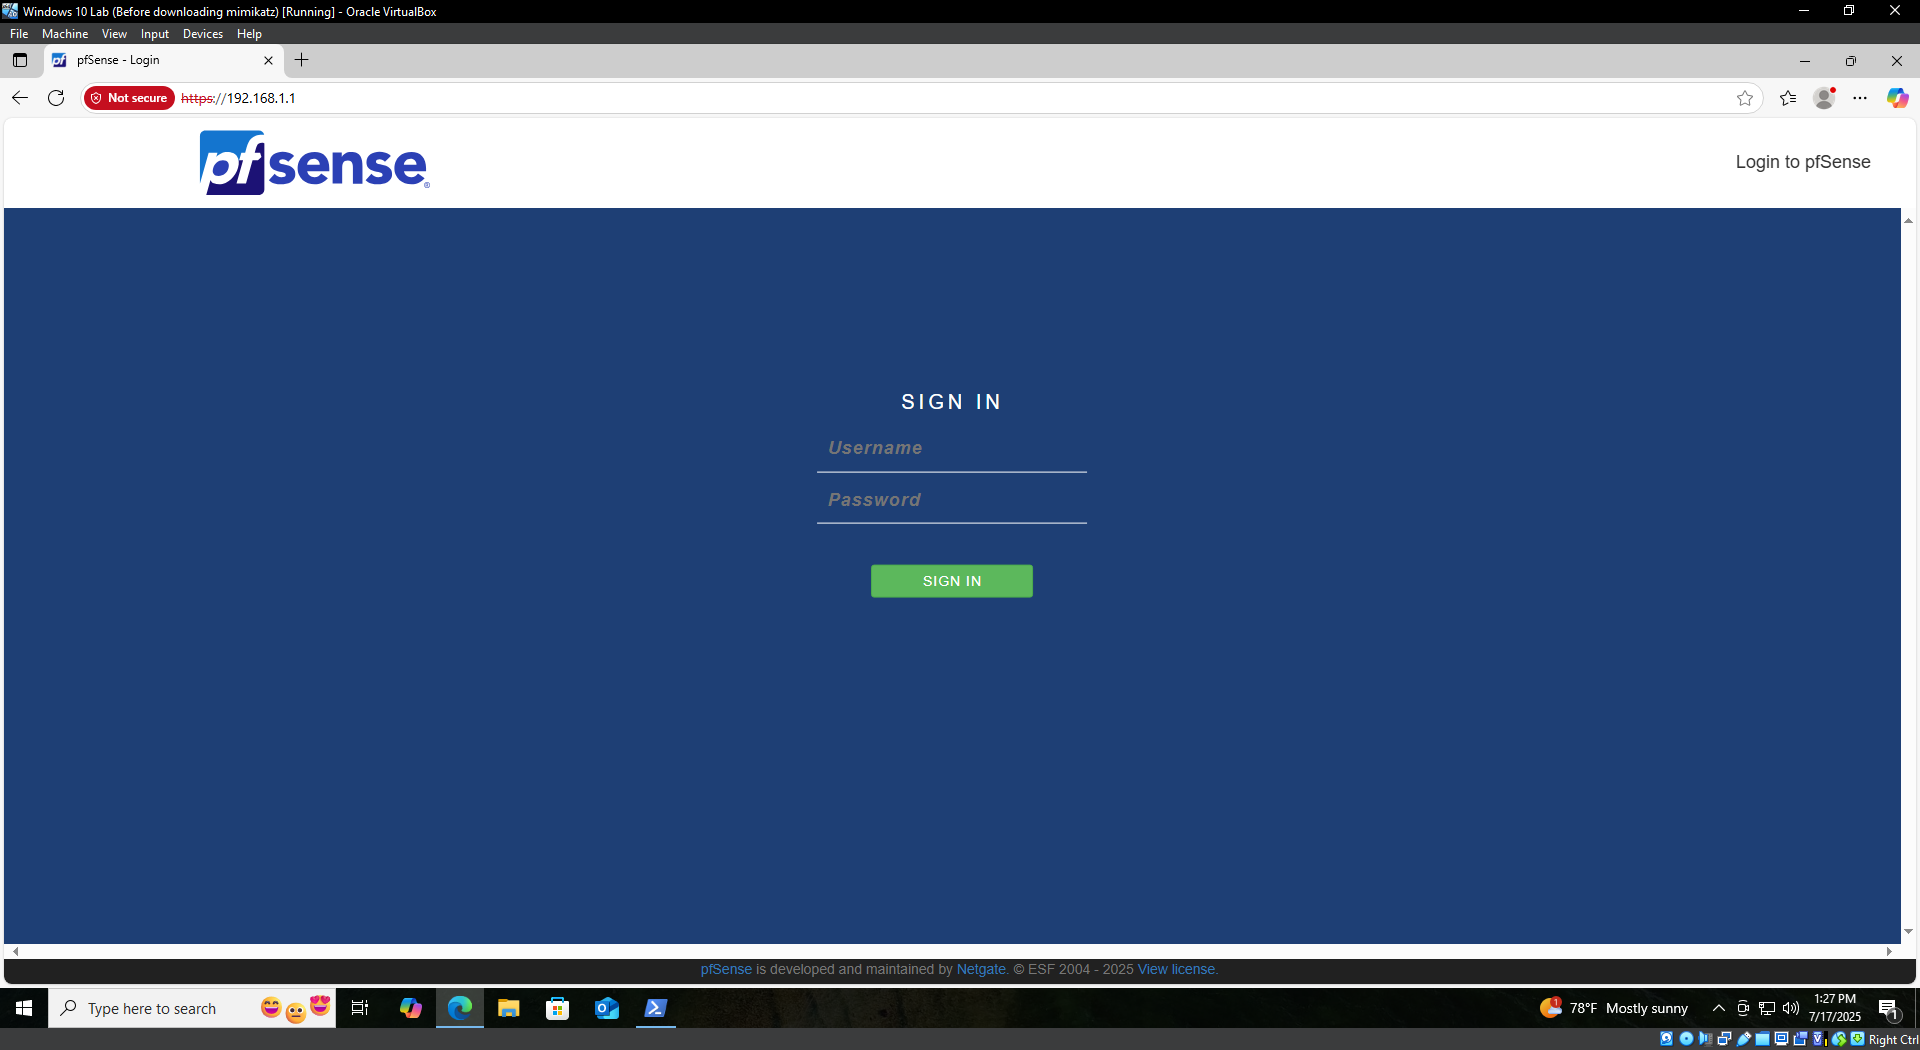 Windows 10 Lab (Before downloading mimikatz) [Running] - Oracle VirtualBox
File Machine View Input Devices Help
pfSense - Login
Not secure https://192.168.1.1
pfsense®
Login to pfSense
SIGN IN
Username
Password
SIGN IN
pfSense is developed and maintained by Netgate. © ESF 2004 - 2025 View license.
Type here to search
1
78°F Mostly sunny
1:27 PM
7/17/2025
1
Right Ctrl